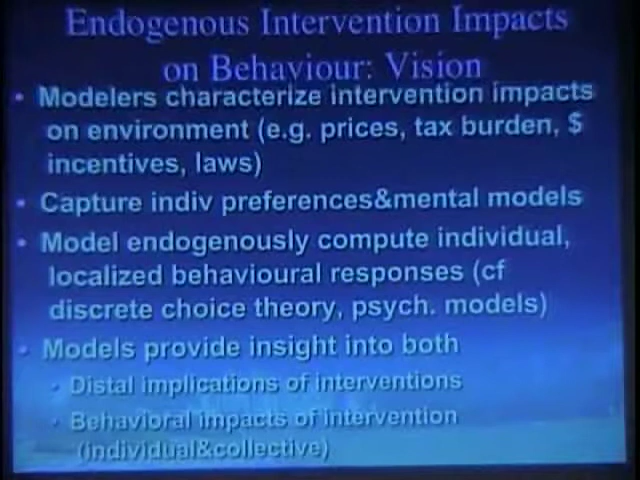 Endogenous Intervention Impacts
on Behaviour: Vision
• Modelers characterize intervention impacts
on environment (e.g. prices, tax burden, $
incentives, laws)
• Capture indiv preferences&mental models
• Model endogenously compute individual,
localized behavioural responses (cf
discrete choice theory, psych. models)
• Models provide insight into both
• Distal implications of interventions
• Behavioral impacts of intervention
(individual&collective)